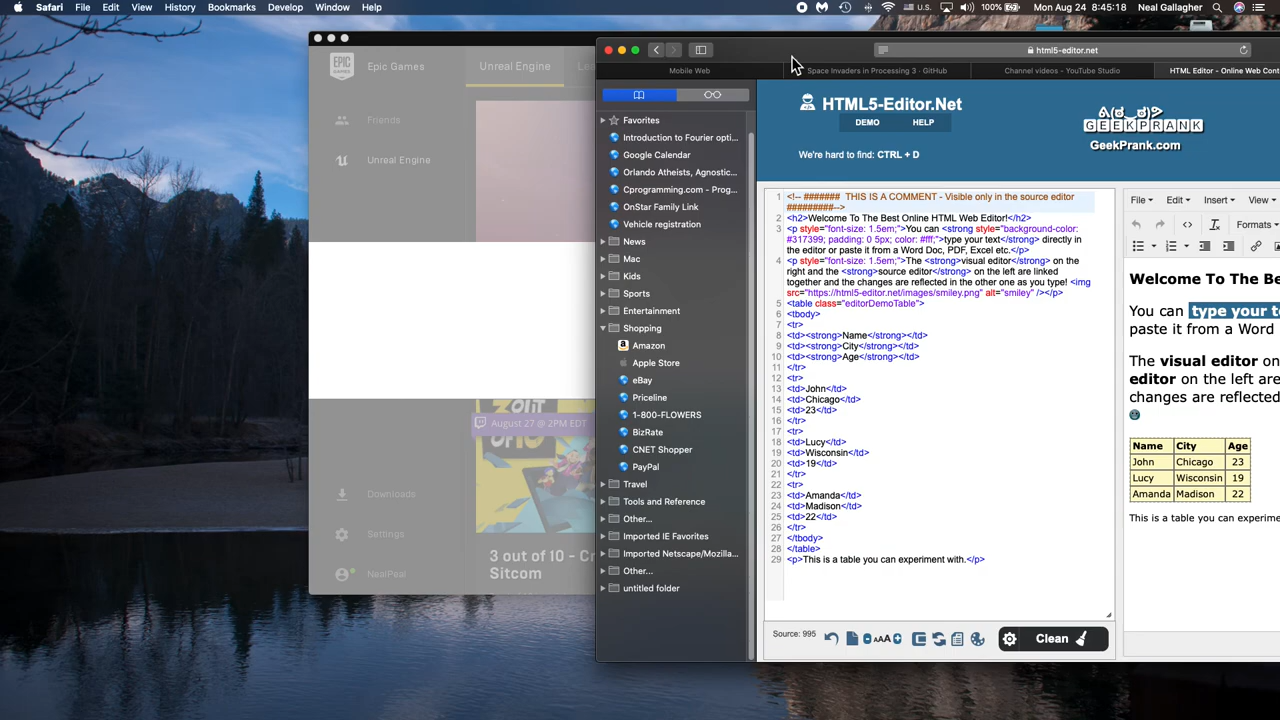 Safari File Edit View History Bookmarks Develop Window Help
100% Mon Aug 24 8:45:18 Neal Gallagher
Epic Games
Unreal Engine
Friends
Unreal Engine
August 27 @ 2PM EDT
Downloads
Settings
3 out of 10 -
Sitcom
html5-editor.net
Mobile Web
Space Invaders in Processing 3 · GitHub
Channel videos - YouTube Studio
HTML Editor - Online Web Cont
Favorites
Introduction to Fourier opti...
Google Calendar
Orlando Atheists, Agnostic...
Cprogramming.com - Prog...
OnStar Family Link
Vehicle registration
News
Mac
Kids
Sports
Entertainment
Shopping
Amazon
Apple Store
eBay
Priceline
1-800-FLOWERS
BizRate
CNET Shopper
PayPal
Travel
Tools and Reference
Other...
Imported IE Favorites
Imported Netscape/Mozilla...
Other...
untitled folder
HTML5-Editor.Net
DEMO HELP
We're hard to find: CTRL + D
GEEKPRANK
GeekPrank.com
1 <!-- ####### THIS IS A COMMENT - Visible only in the source editor
#########-->
2 <h2>Welcome To The Best Online HTML Web Editor!</h2>
3 <p style="font-size: 1.5em;">You can <strong style="background-color:
#317399; padding: 0 5px; color: #fff;">type your text</strong> directly in
the editor or paste it from a Word Doc, PDF, Excel etc.</p>
4 <p style="font-size: 1.5em;">The <strong>visual editor</strong> on the
right and the <strong>source editor</strong> on the left are linked
together and the changes are reflected in the other one as you type! <img
src="https://html5-editor.net/images/smiley.png" alt="smiley" /></p>
5 <table class="editorDemoTable">
6 <tbody>
7 <tr>
8 <td><strong>Name</strong></td>
9 <td><strong>City</strong></td>
10 <td><strong>Age</strong></td>
11 </tr>
12 <tr>
13 <td>John</td>
14 <td>Chicago</td>
15 <td>23</td>
16 </tr>
17 <tr>
18 <td>Lucy</td>
19 <td>Wisconsin</td>
20 <td>19</td>
21 </tr>
22 <tr>
23 <td>Amanda</td>
24 <td>Madison</td>
25 <td>22</td>
26 </tr>
27 </tbody>
28 </table>
29 <p>This is a table you can experiment with.</p>
Source: 995
AAA
Clean
File Edit Insert View
Formats
Welcome To The Be
You can type your te
paste it from a Word
The visual editor on
editor on the left are
changes are reflected
Name City Age
John Chicago 23
Lucy Wisconsin 19
Amanda Madison 22
This is a table you can experime